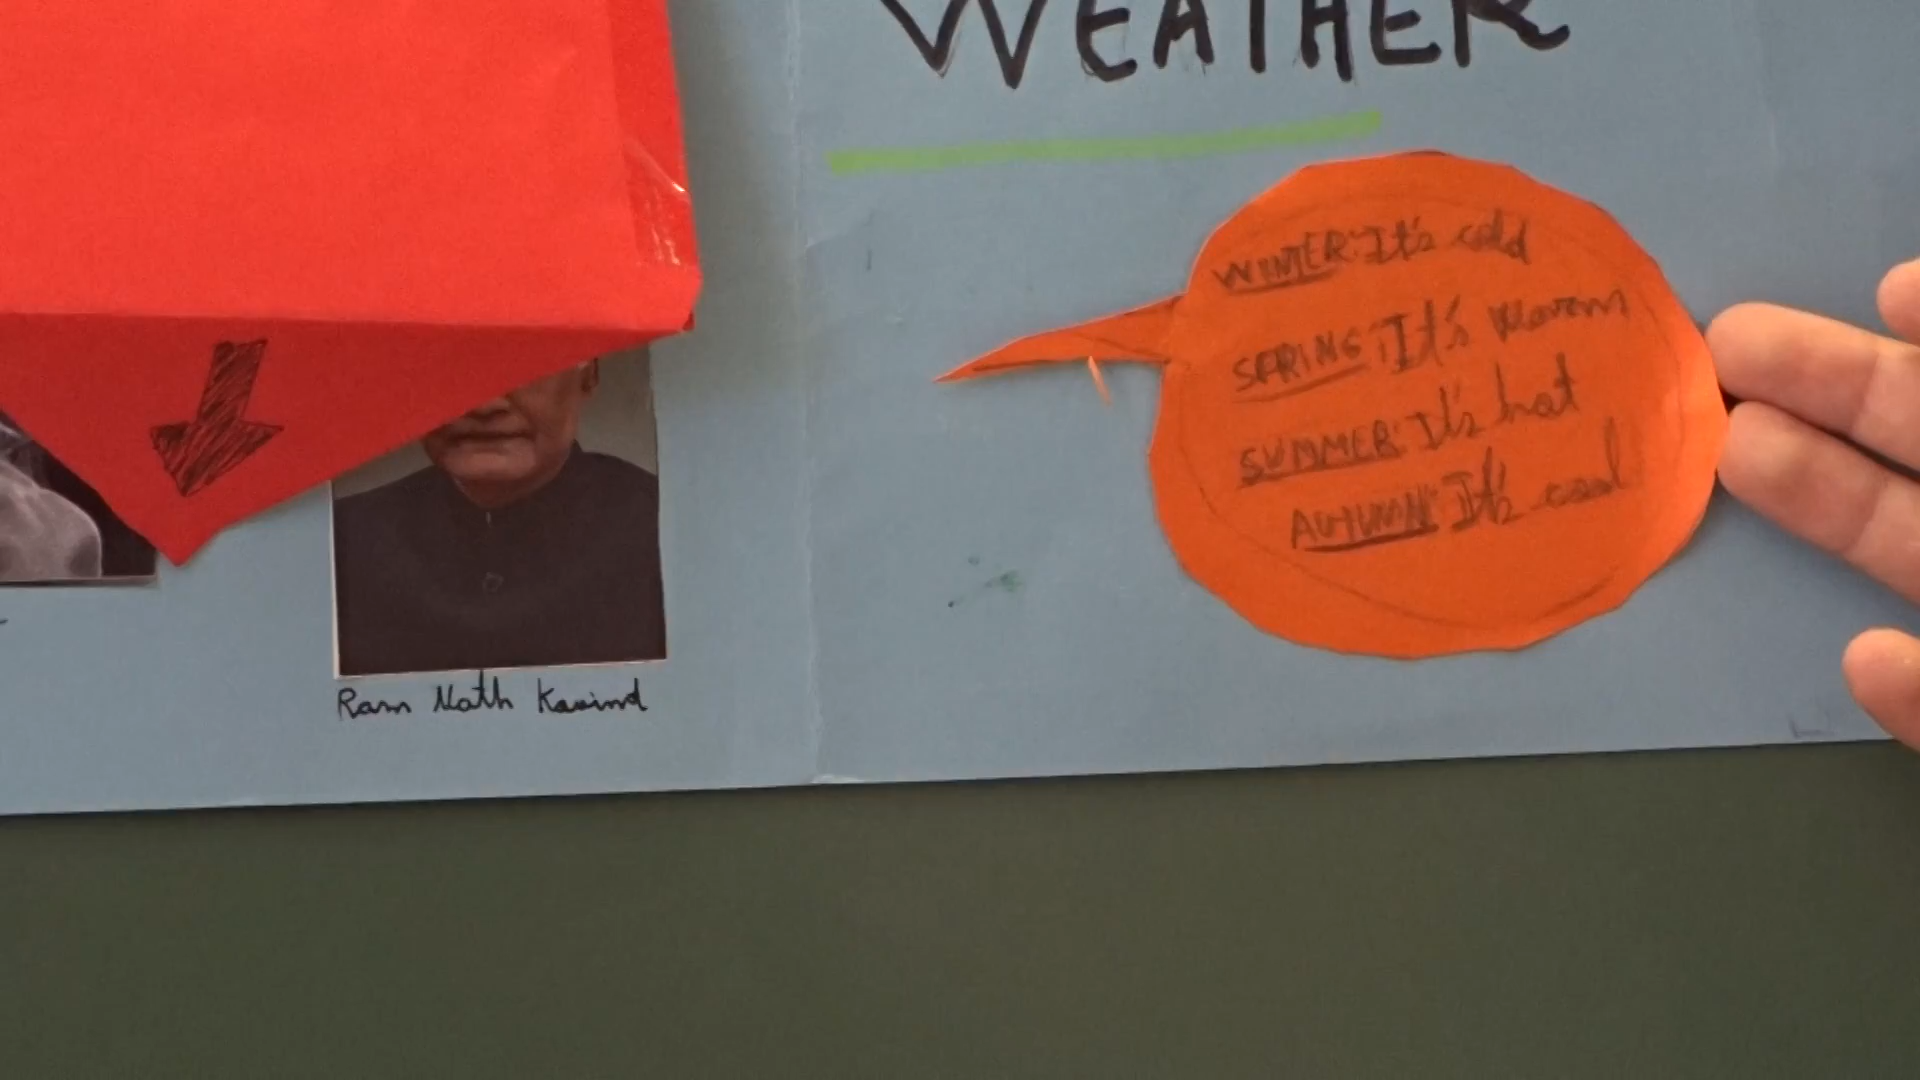 WEATHER
WINTER: It's cold
SPRING: It's warm
SUMMER: It's hot
AUTUMN: It's cool
Ram Nath Kovind